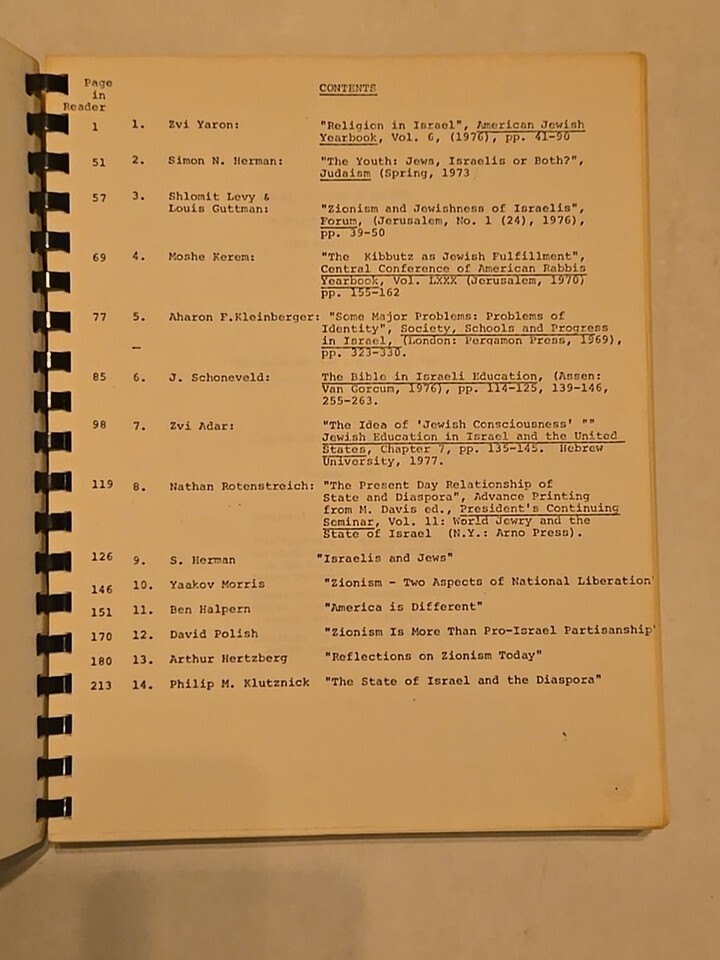 Page
in
Reader
CONTENTS
1 1. Zvi Yaron: "Religion in Israel", American Jewish
Yearbook, Vol. 6, (1976), pp. 41-90
51 2. Simon N. Herman: "The Youth: Jews, Israelis or Both?",
Judaism (Spring, 1973
57 3. Shlomit Levy &
Louis Guttman: "Zionism and Jewishness of Israelis",
Forum, (Jerusalem, No. 1 (24), 1976),
pp. 39-50
69 4. Moshe Kerem: "The Kibbutz as Jewish Fulfillment",
Central Conference of American Rabbis
Yearbook, Vol. LXXX (Jerusalem, 1970)
pp. 155-162
77 5. Aharon F.Kleinberger: "Some Major Problems: Problems of
Identity", Society, Schools and Progress
in Israel, (London: Pergamon Press, 1969),
pp. 323-330.
85 6. J. Schoneveld: The Bible in Israeli Education, (Assen:
Van Gorcum, 1976), pp. 114-125, 139-146,
255-263.
98 7. Zvi Adar: "The Idea of 'Jewish Consciousness' ""
Jewish Education in Israel and the United
States, Chapter 7, pp. 135-145. Hebrew
University, 1977.
119 8. Nathan Rotenstreich: "The Present Day Relationship of
State and Diaspora", Advance Printing
from M. Davis ed., President's Continuing
Seminar, Vol. 11: World Jewry and the
State of Israel (N.Y.: Arno Press).
126 9. S. Herman "Israelis and Jews"
146 10. Yaakov Morris "Zionism - Two Aspects of National Liberation"
151 11. Ben Halpern "America is Different"
170 12. David Polish "Zionism Is More Than Pro-Israel Partisanship"
180 13. Arthur Hertzberg "Reflections on Zionism Today"
213 14. Philip M. Klutznick "The State of Israel and the Diaspora"